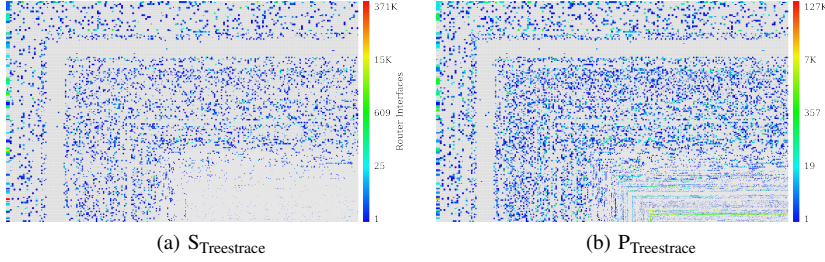 371K
15K
609
25
1
Router Interfaces
127K
7K
357
19
1
(a) STreestrace
(b) PTreestrace